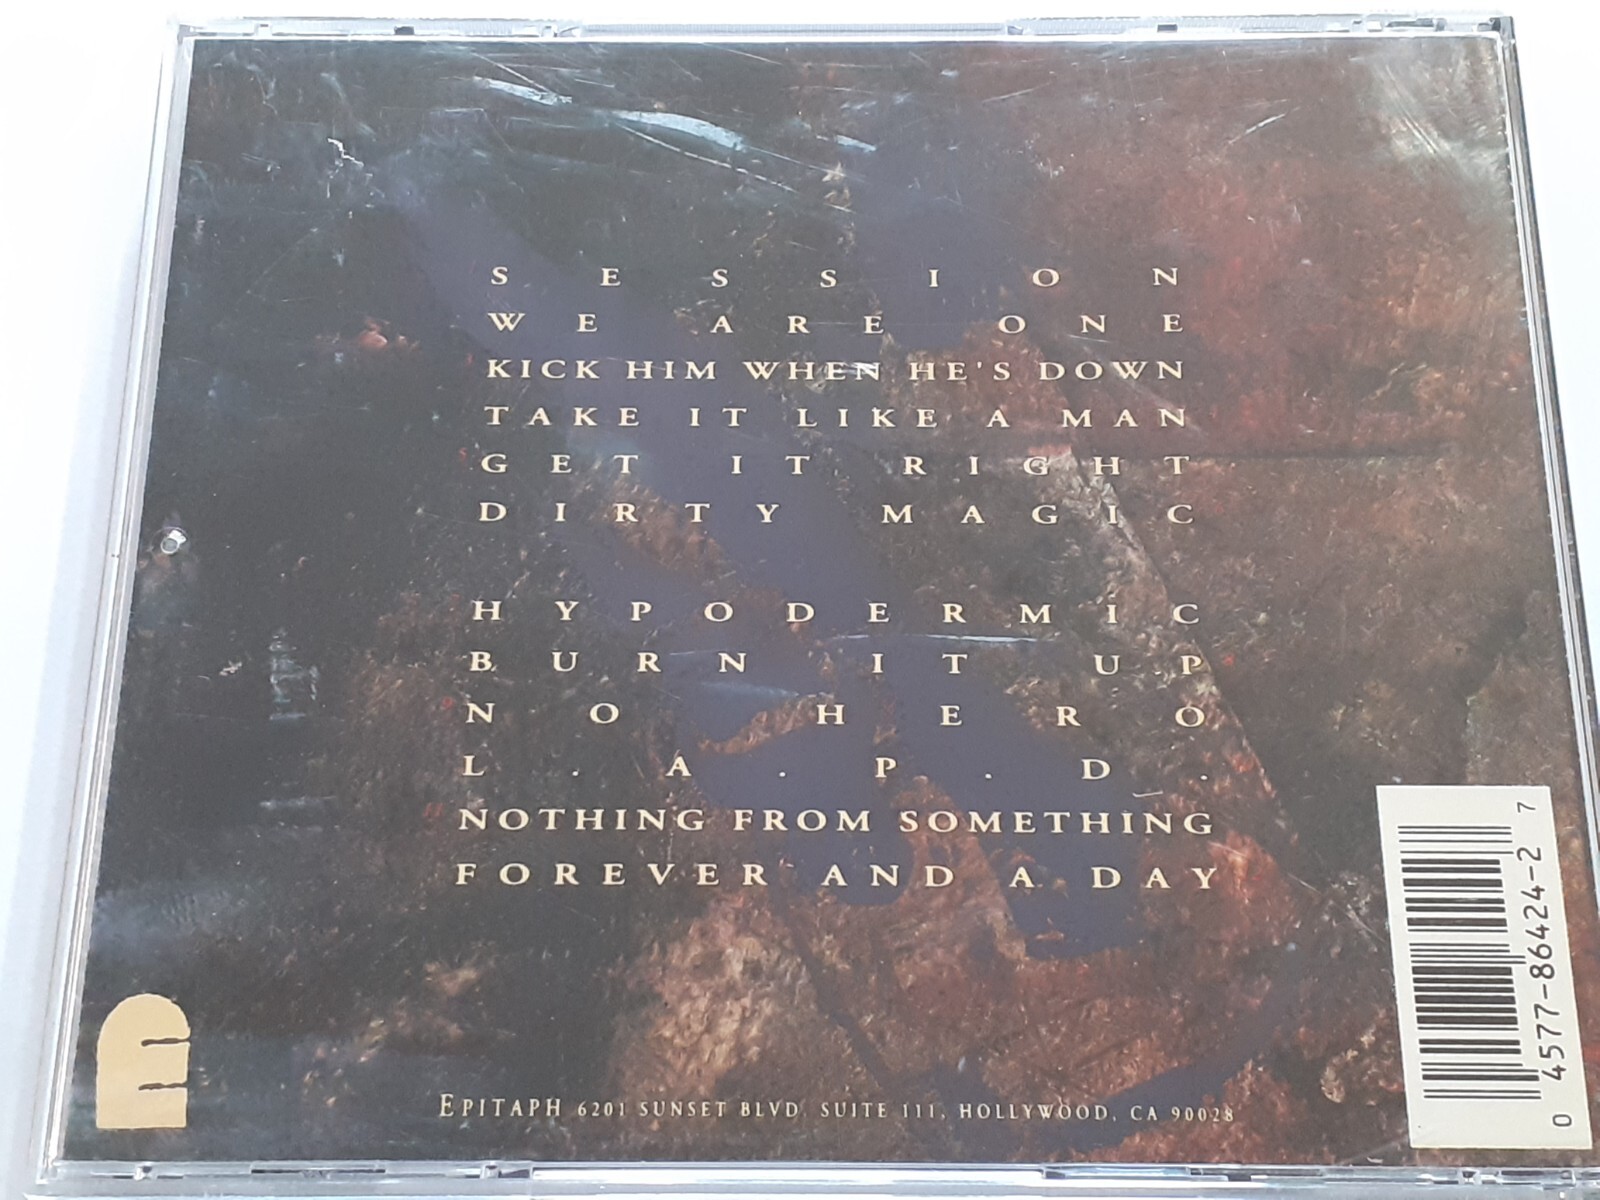 SESSION
WE ARE ONE
KICK HIM WHEN HE'S DOWN
TAKE IT LIKE A MAN
GET IT RIGHT
DIRTY MAGIC
HYPODERMIC
BURN IT UP
NO HERO
L.A.P.D.
NOTHING FROM SOMETHING
FOREVER AND A DAY
EPITAPH 6201 SUNSET BLVD. SUITE 111, HOLLYWOOD, CA 90028
0 4577-86424-2 7